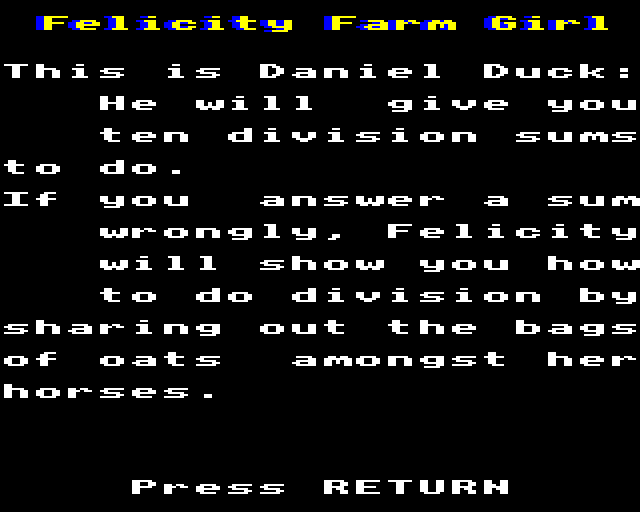 Felicity Farm Girl
This is Daniel Duck:
He will give you
ten division sums
to do.
If you answer a sum
wrongly, Felicity
will show you how
to do division by
sharing out the bags
of oats amongst her
horses.
Press RETURN